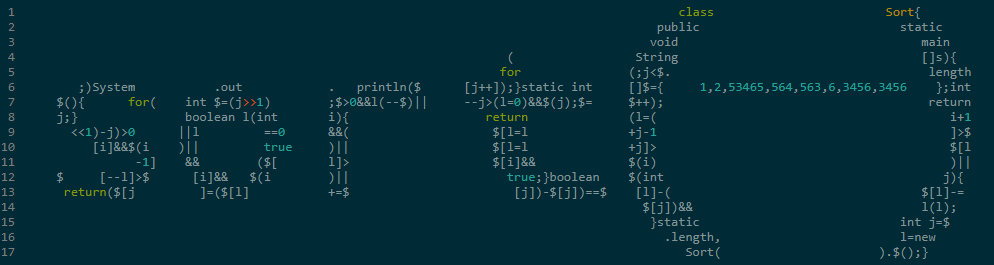 1 class Sort{
2 public static
3 void main
4 ( String []s){
5 for (;j<$. length
6 ;)System .out . println($ [j++]);}static int []$={ 1,2,53465,564,563,6,3456,3456 };int
7 $(){ for( int $=(j>>1) ;$>0&&l(--$)|| --j>(l=0)&&$(j);$= $++); return
8 j;} boolean l(int i){ return (l=( i+1
9 <<1)-j)>0 ||l ==0 &&( $[l=l +j-1 ]>$
10 [i]&&$(i )|| true )|| $[l=l +j]> $[l
11 -1] && ($[ l]> $[i]&& $(i) )||
12 $ [--l]>$ [i]&& $(i )|| true;}boolean $(int j){
13 return($[j ]=($[l] +=$ [j])-$[j])==$ [l]-( $[l]-=
14 $[j])&& l(l);
15 }static int j=$
16 .length, l=new
17 Sort( ).$();}